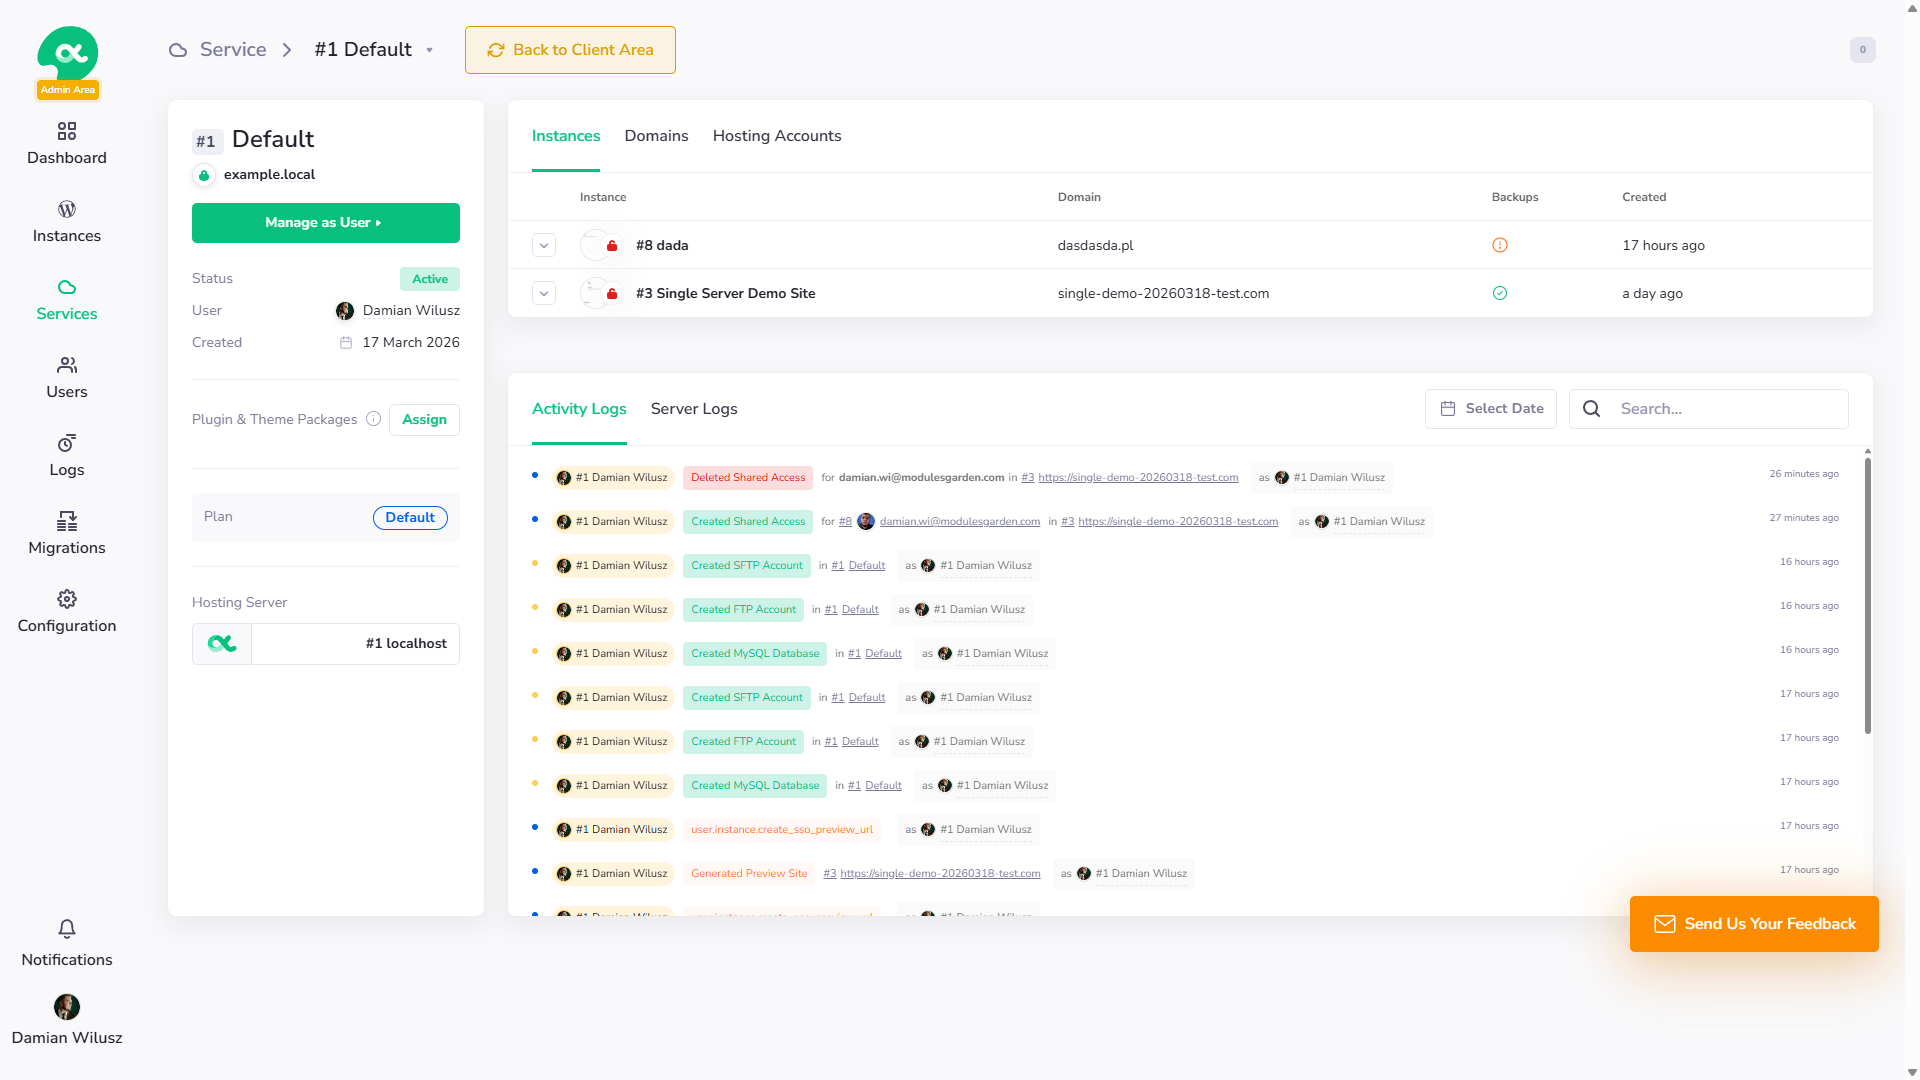 Admin Area
Dashboard
Instances
Services
Users
Logs
Migrations
Configuration
Notifications
Damian Wilusz
Service
#1 Default
Back to Client Area
0
#1 Default
example.local
Manage as User
Status Active
User Damian Wilusz
Created 17 March 2026
Plugin & Theme Packages Assign
Plan Default
Hosting Server
#1 localhost
Instances Domains Hosting Accounts
Instance Domain Backups Created
#8 dada dasdasda.pl 17 hours ago
#3 Single Server Demo Site single-demo-20260318-test.com a day ago
Activity Logs Server Logs Select Date Search...
#1 Damian Wilusz Deleted Shared Access for damian.wi@modulesgarden.com in #3 https://single-demo-20260318-test.com as #1 Damian Wilusz 26 minutes ago
#1 Damian Wilusz Created Shared Access for #8 damian.wi@modulesgarden.com in #3 https://single-demo-20260318-test.com as #1 Damian Wilusz 27 minutes ago
#1 Damian Wilusz Created SFTP Account in #1 Default as #1 Damian Wilusz 16 hours ago
#1 Damian Wilusz Created FTP Account in #1 Default as #1 Damian Wilusz 16 hours ago
#1 Damian Wilusz Created MySQL Database in #1 Default as #1 Damian Wilusz 16 hours ago
#1 Damian Wilusz Created SFTP Account in #1 Default as #1 Damian Wilusz 17 hours ago
#1 Damian Wilusz Created FTP Account in #1 Default as #1 Damian Wilusz 17 hours ago
#1 Damian Wilusz Created MySQL Database in #1 Default as #1 Damian Wilusz 17 hours ago
#1 Damian Wilusz user.instance.create_sso_preview_url as #1 Damian Wilusz 17 hours ago
#1 Damian Wilusz Generated Preview Site #3 https://single-demo-20260318-test.com as #1 Damian Wilusz 17 hours ago
Send Us Your Feedback